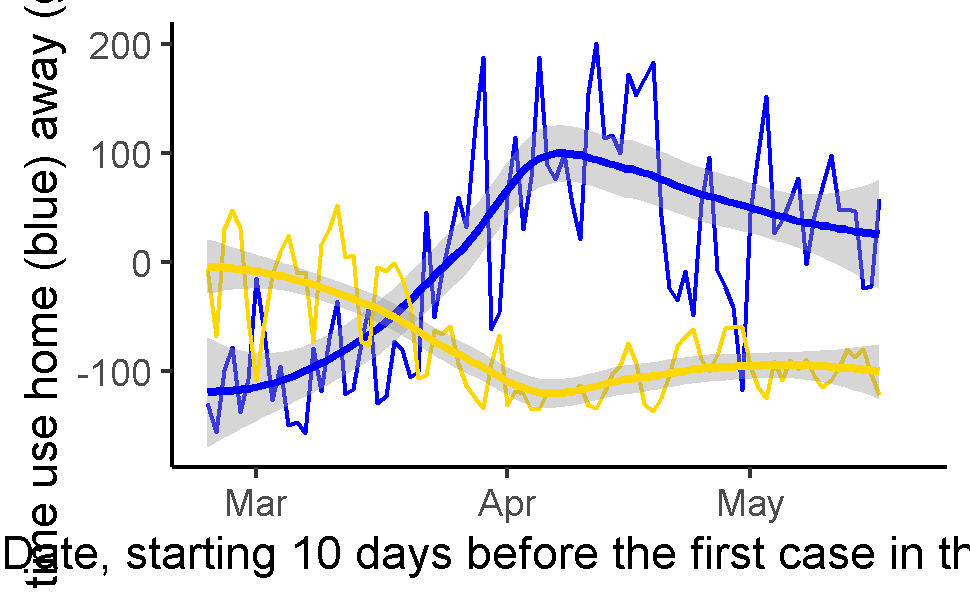 time use home (blue) away (
200
100
0
-100
Mar Apr May
Date, starting 10 days before the first case in th